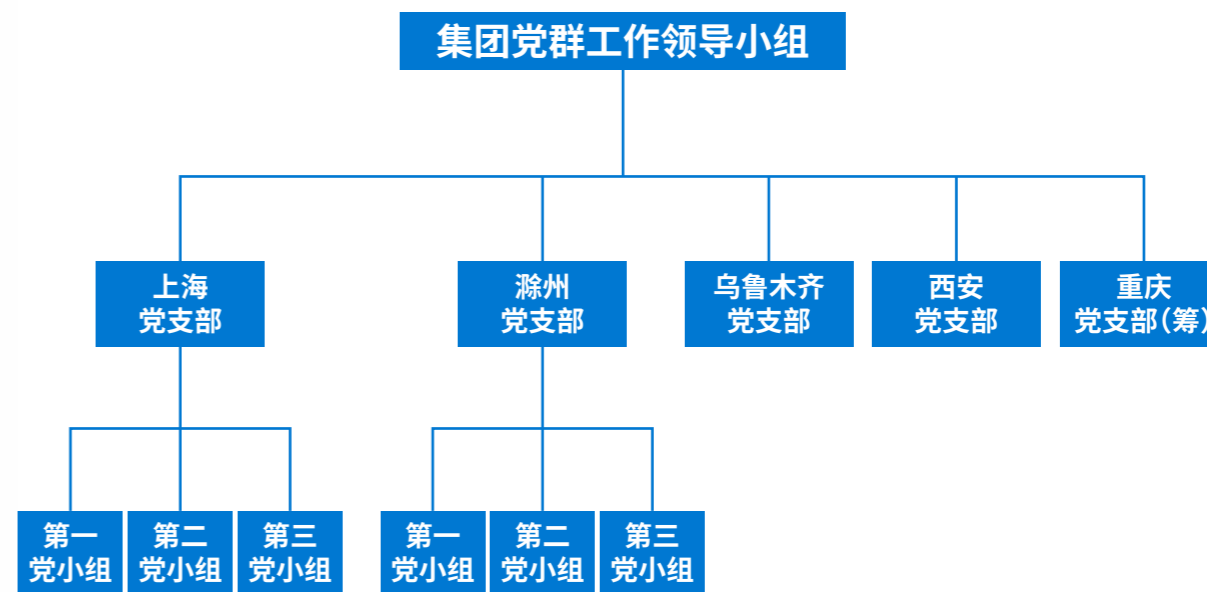 集团党群工作领导小组
上海
党支部
滁州
党支部
乌鲁木齐
党支部
西安
党支部
重庆
党支部(筹)
第一
党小组
第二
党小组
第三
党小组
第一
党小组
第二
党小组
第三
党小组